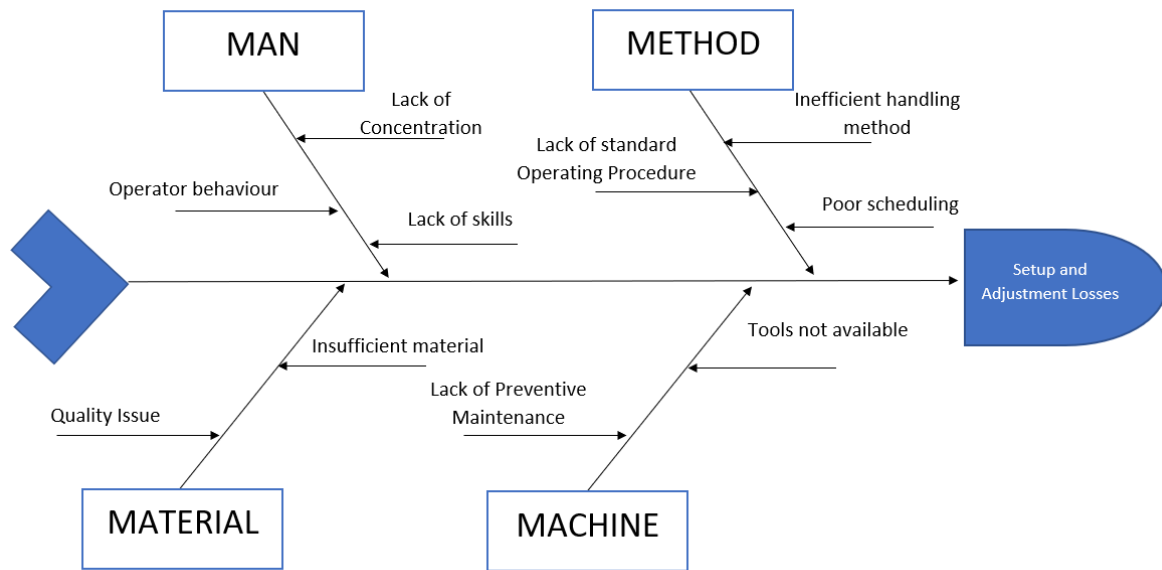 MAN
METHOD
Lack of
Concentration
Inefficient handling
method
Lack of standard
Operating Procedure
Operator behaviour
Lack of skills
Poor scheduling
Setup and
Adjustment Losses
Insufficient material
Tools not available
Quality Issue
Lack of Preventive
Maintenance
MATERIAL
MACHINE